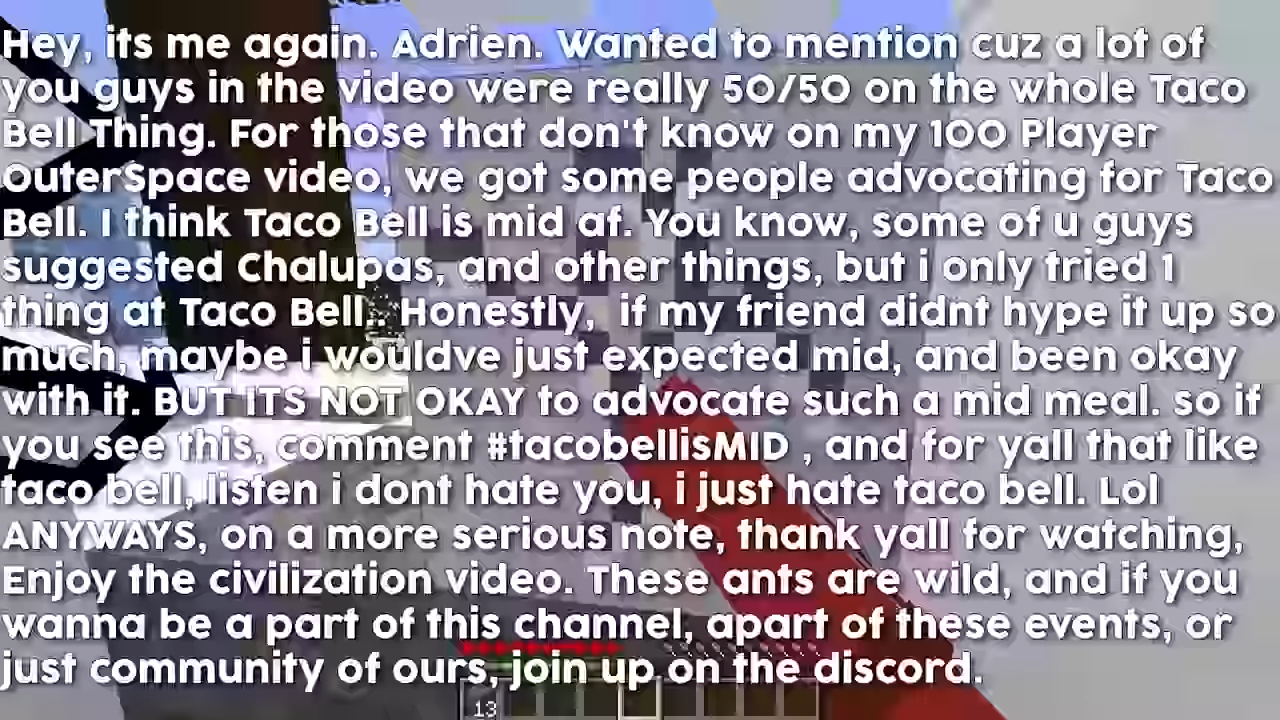 Hey, its me again. Adrien. Wanted to mention cuz a lot of
you guys in the video were really 50/50 on the whole Taco
Bell Thing. For those that don't know on my 100 Player
OuterSpace video, we got some people advocating for Taco
Bell. I think Taco Bell is mid af. You know, some of u guys
suggested Chalupas, and other things, but i only tried 1
thing at Taco Bell.. Honestly, if my friend didnt hype it up so
much, maybe i wouldve just expected mid, and been okay
with it. BUT ITS NOT OKAY to advocate such a mid meal. so if
you see this, comment #tacobellisMID , and for yall that like
taco bell, listen i dont hate you, i just hate taco bell. Lol
ANYWAYS, on a more serious note, thank yall for watching,
Enjoy the civilization video. These ants are wild, and if you
wanna be a part of this channel, apart of these events, or
just community of ours, join up on the discord.
13